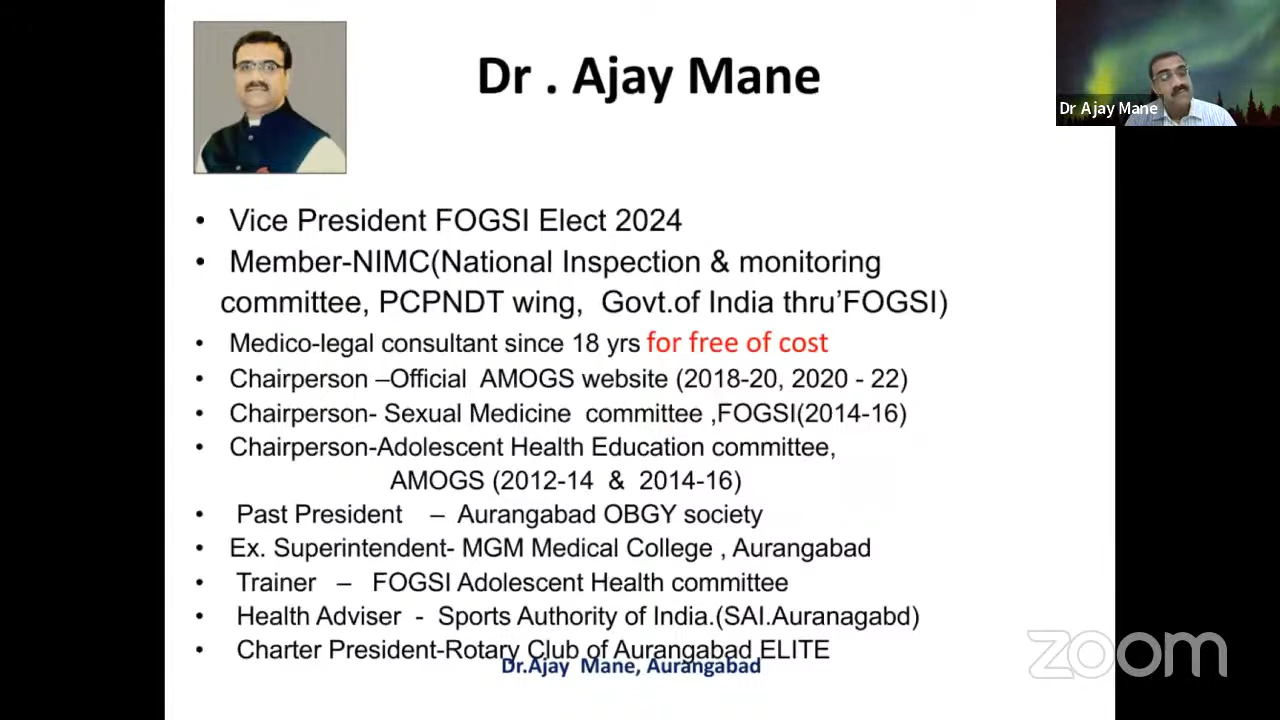 Dr . Ajay Mane
Dr Ajay Mane
• Vice President FOGSI Elect 2024
• Member-NIMC(National Inspection & monitoring
committee, PCPNDT wing, Govt.of India thru’FOGSI)
• Medico-legal consultant since 18 yrs for free of cost
• Chairperson –Official AMOGS website (2018-20, 2020 - 22)
• Chairperson- Sexual Medicine committee ,FOGSI(2014-16)
• Chairperson-Adolescent Health Education committee,
AMOGS (2012-14 & 2014-16)
• Past President – Aurangabad OBGY society
• Ex. Superintendent- MGM Medical College , Aurangabad
• Trainer – FOGSI Adolescent Health committee
• Health Adviser - Sports Authority of India.(SAI.Auranagabd)
• Charter President-Rotary Club of Aurangabad ELITE
Dr.Ajay Mane, Aurangabad
zoom